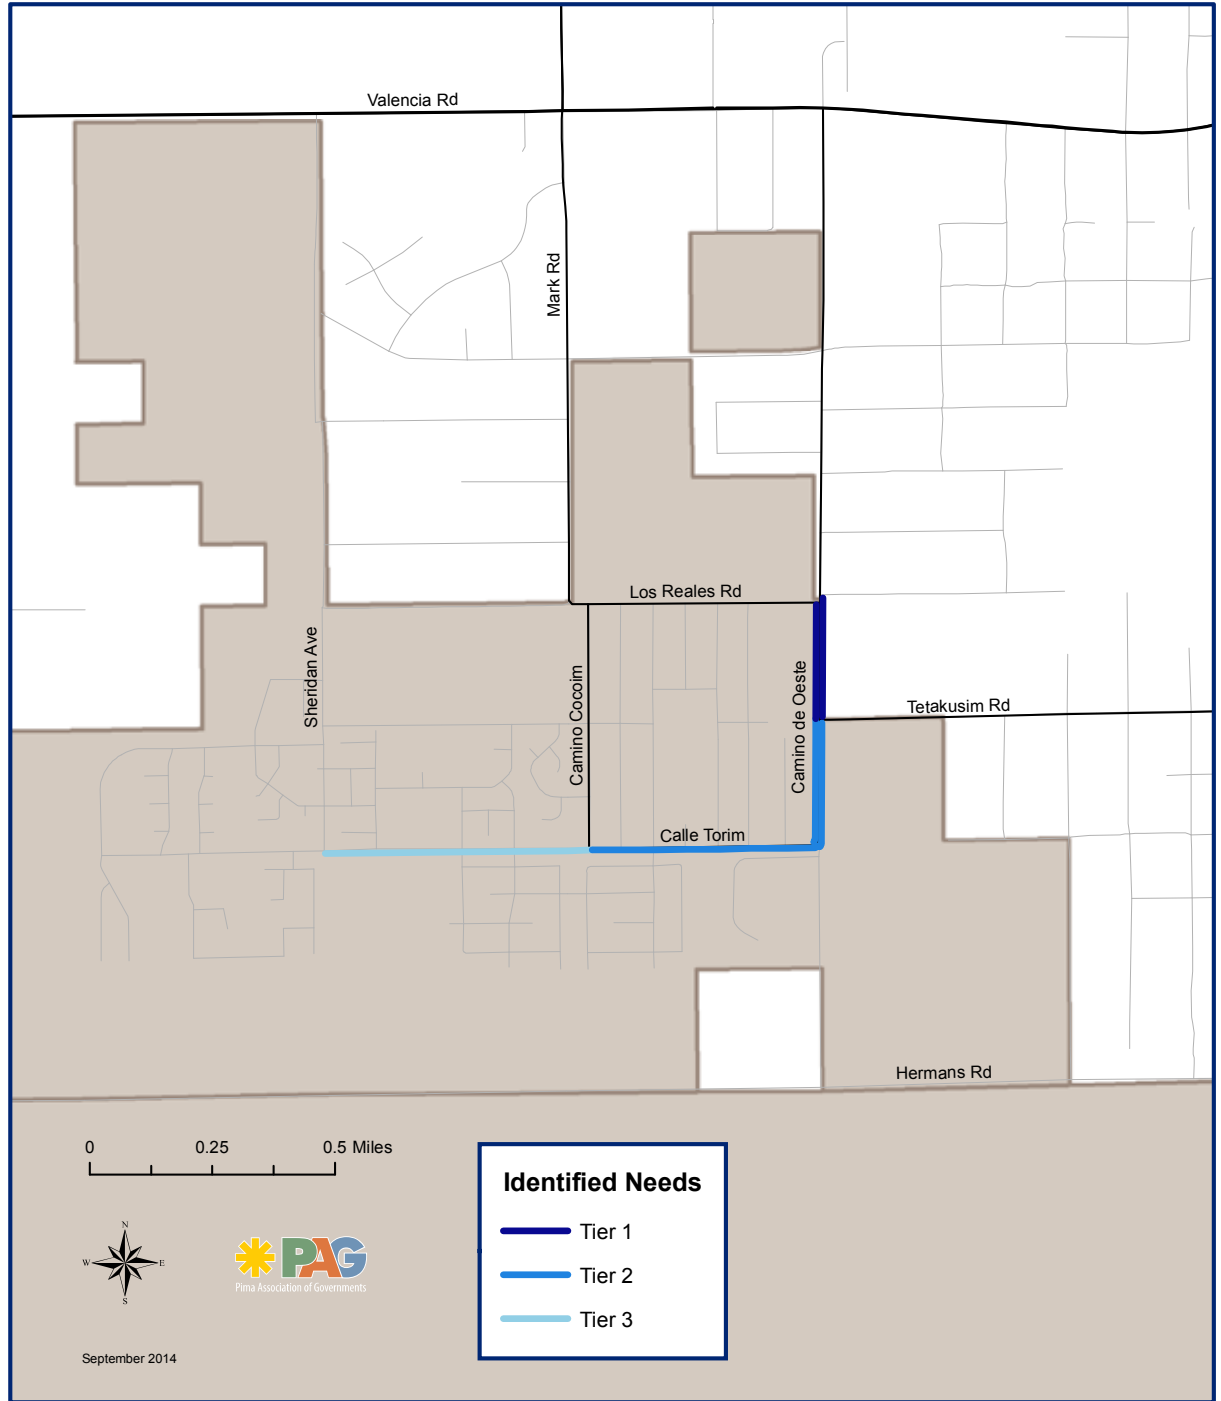 Valencia Rd
Mark Rd
Los Reales Rd
Sheridan Ave
Camino Cocoim
Camino de Oeste
Tetakusim Rd
Calle Torim
Hermans Rd
0 0.25 0.5 Miles
N
W E
S
PAG
Pima Association of Governments
September 2014
Identified Needs
Tier 1
Tier 2
Tier 3